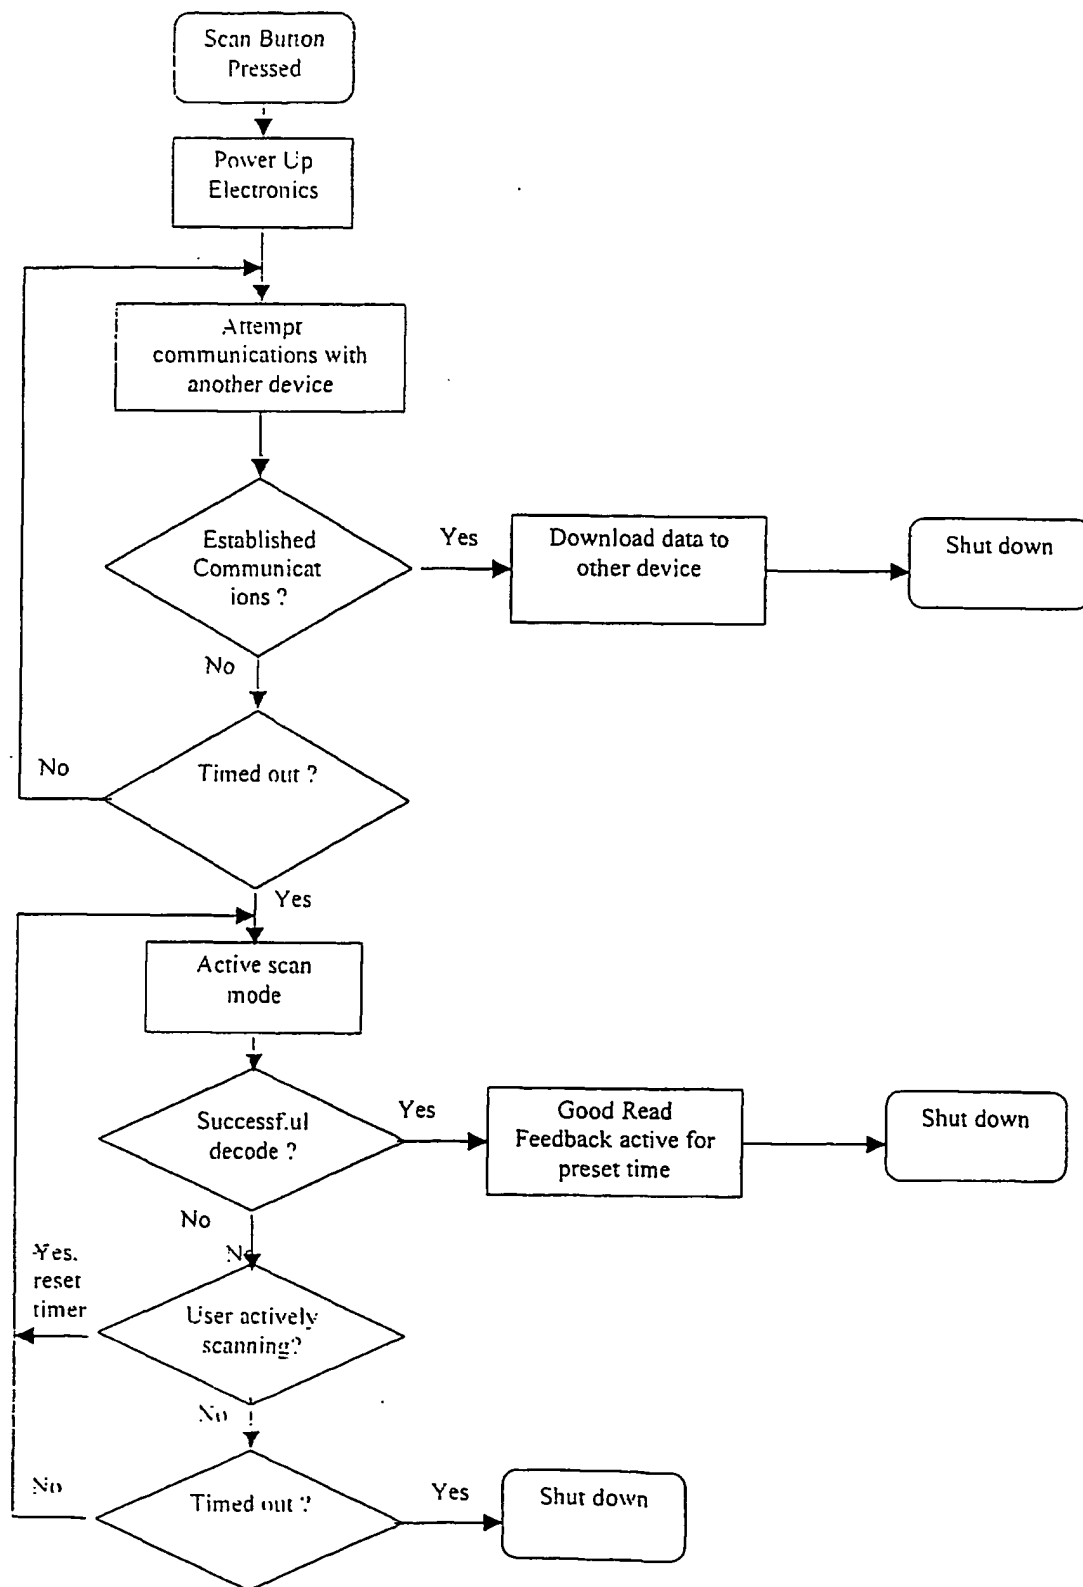 Scan Button
Pressed
Power Up
Electronics
Attempt
communications with
another device
Established
Communicat
ions ?
Yes
Download data to
other device
Shut down
No
Timed out ?
No
Yes
Active scan
mode
Successful
decode ?
Yes
Good Read
Feedback active for
preset time
Shut down
No
No
Yes,
reset
timer
User actively
scanning?
No
Timed out ?
No
Yes
Shut down